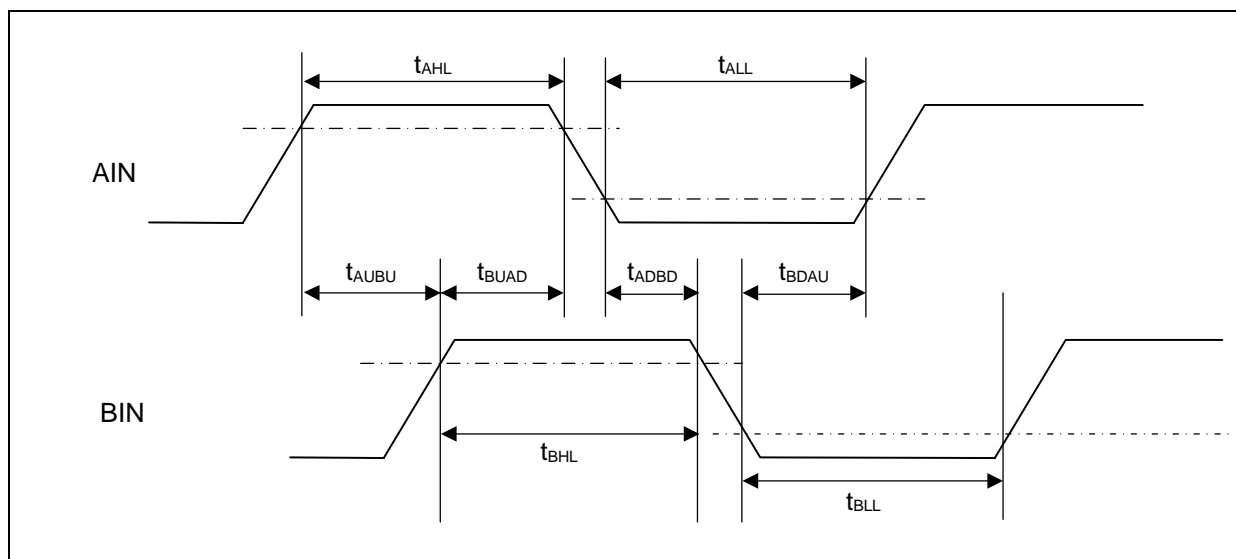 tAHL tALL
AIN
tAUBU tBUAD tADBD tBDAU
BIN
tBHL
tBLL